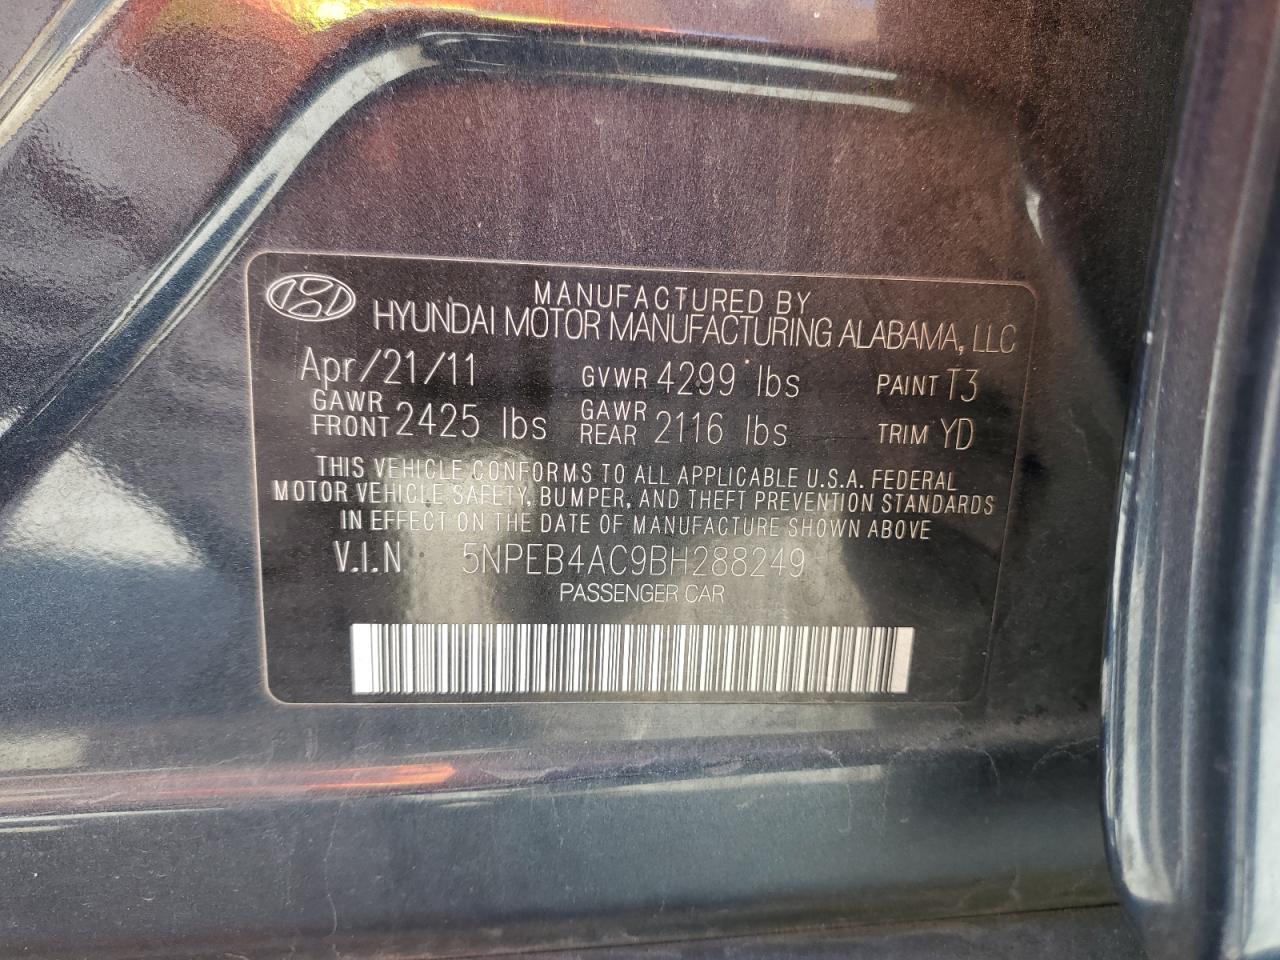 MANUFACTURED BY
HYUNDAI MOTOR MANUFACTURING ALABAMA, LLC
Apr/21/11 GVWR 4299 lbs PAINT T3
GAWR FRONT 2425 lbs GAWR REAR 2116 lbs TRIM YD
THIS VEHICLE CONFORMS TO ALL APPLICABLE U.S.A. FEDERAL
MOTOR VEHICLE SAFETY, BUMPER, AND THEFT PREVENTION STANDARDS
IN EFFECT ON THE DATE OF MANUFACTURE SHOWN ABOVE
V.I.N 5NPEB4AC9BH288249
PASSENGER CAR